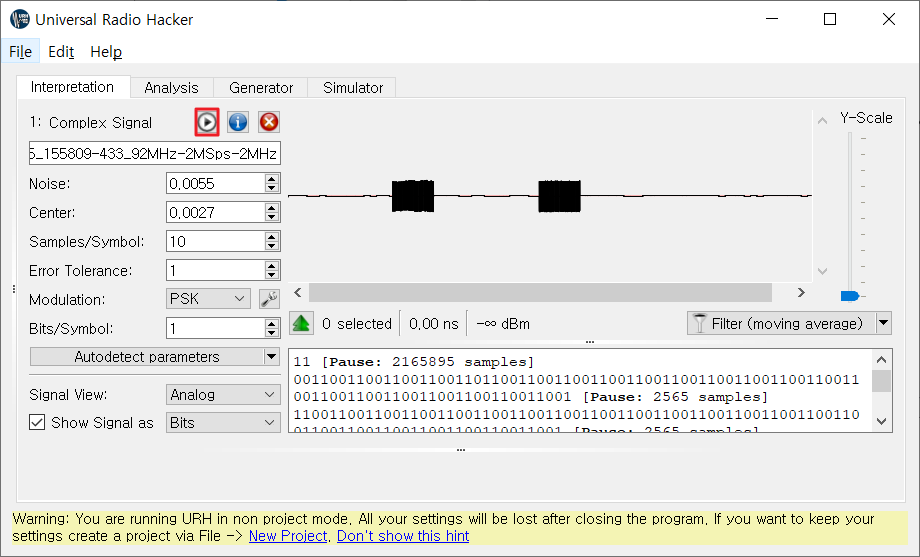 Universal Radio Hacker
File Edit Help
Interpretation Analysis Generator Simulator
1: Complex Signal
5_155809-433_92MHz-2MSps-2MHz
Noise: 0,0055
Center: 0,0027
Samples/Symbol: 10
Error Tolerance: 1
Modulation: PSK
Bits/Symbol: 1
Autodetect parameters
Signal View: Analog
Show Signal as Bits
Y-Scale
0 selected 0,00 ns -∞ dBm Filter (moving average)
11 [Pause: 2165895 samples]
[Pause: 2565 samples]
[Pause: 2565 samples]
Warning: You are running URH in non project mode, All your settings will be lost after closing the program, If you want to keep your
settings create a project via File -> New Project, Don't show this hint